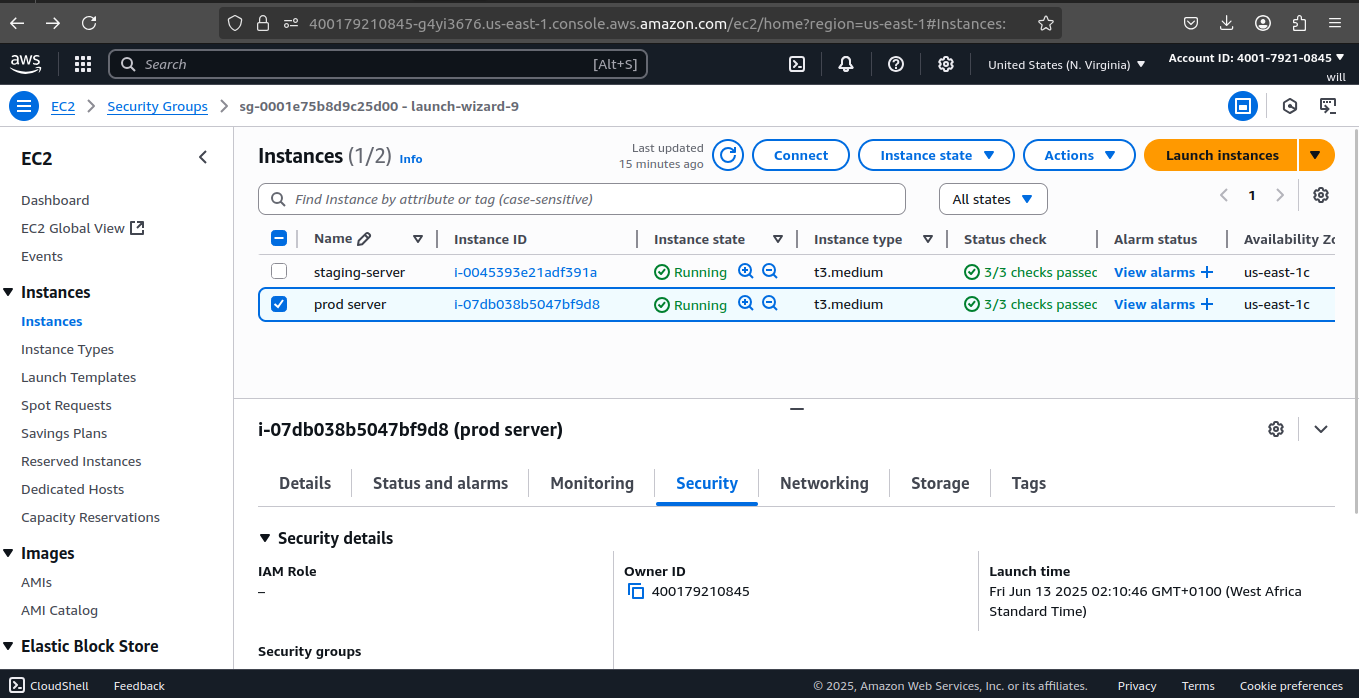 400179210845-g4yi3676.us-east-1.console.aws.amazon.com/ec2/home?region=us-east-1#Instances:
aws
Search [Alt+S]
United States (N. Virginia)
Account ID: 4001-7921-0845
will
EC2 Security Groups sg-0001e75b8d9c25d00 - launch-wizard-9
EC2
Dashboard
EC2 Global View
Events
Instances
Instances
Instance Types
Launch Templates
Spot Requests
Savings Plans
Reserved Instances
Dedicated Hosts
Capacity Reservations
Images
AMIs
AMI Catalog
Elastic Block Store
Instances (1/2) Info
Last updated
15 minutes ago
Connect Instance state Actions Launch instances
Find Instance by attribute or tag (case-sensitive) All states 1
Name Instance ID Instance state Instance type Status check Alarm status Availability Zo
staging-server i-0045393e21adf391a Running t3.medium 3/3 checks passec View alarms + us-east-1c
prod server i-07db038b5047bf9d8 Running t3.medium 3/3 checks passec View alarms + us-east-1c
i-07db038b5047bf9d8 (prod server)
Details Status and alarms Monitoring Security Networking Storage Tags
Security details
IAM Role
–
Owner ID
400179210845
Launch time
Fri Jun 13 2025 02:10:46 GMT+0100 (West Africa
Standard Time)
Security groups
CloudShell Feedback © 2025, Amazon Web Services, Inc. or its affiliates. Privacy Terms Cookie preferences